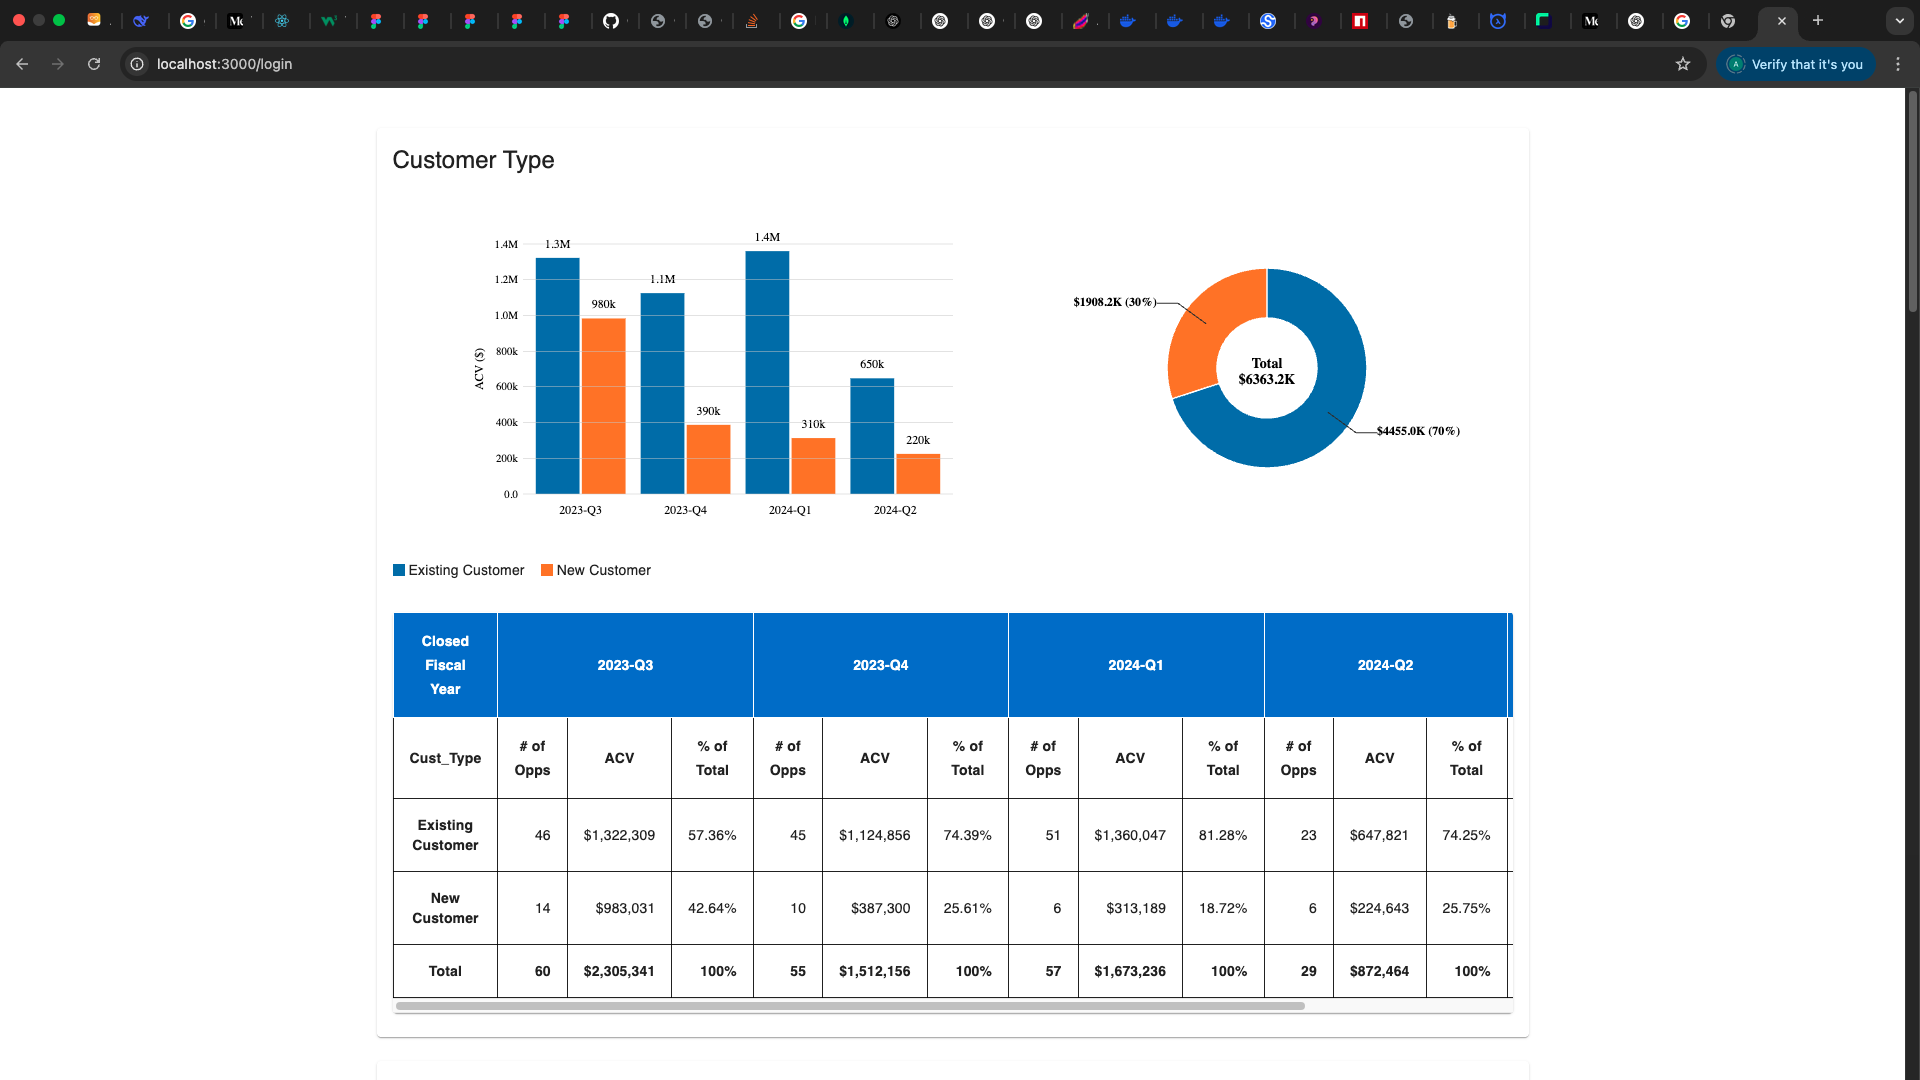 localhost:3000/login
Verify that it's you
Customer Type
1.4M
1.2M
1.0M
800k
600k
400k
200k
0.0
ACV ($)
1.3M
980k
1.1M
390k
1.4M
310k
650k
220k
2023-Q3
2023-Q4
2024-Q1
2024-Q2
$1908.2K (30%)
Total
$6363.2K
$4455.0K (70%)
Existing Customer
New Customer
Closed Fiscal Year 2023-Q3 2023-Q4 2024-Q1 2024-Q2
Cust_Type # of Opps ACV % of Total # of Opps ACV % of Total # of Opps ACV % of Total # of Opps ACV % of Total
Existing Customer 46 $1,322,309 57.36% 45 $1,124,856 74.39% 51 $1,360,047 81.28% 23 $647,821 74.25%
New Customer 14 $983,031 42.64% 10 $387,300 25.61% 6 $313,189 18.72% 6 $224,643 25.75%
Total 60 $2,305,341 100% 55 $1,512,156 100% 57 $1,673,236 100% 29 $872,464 100%